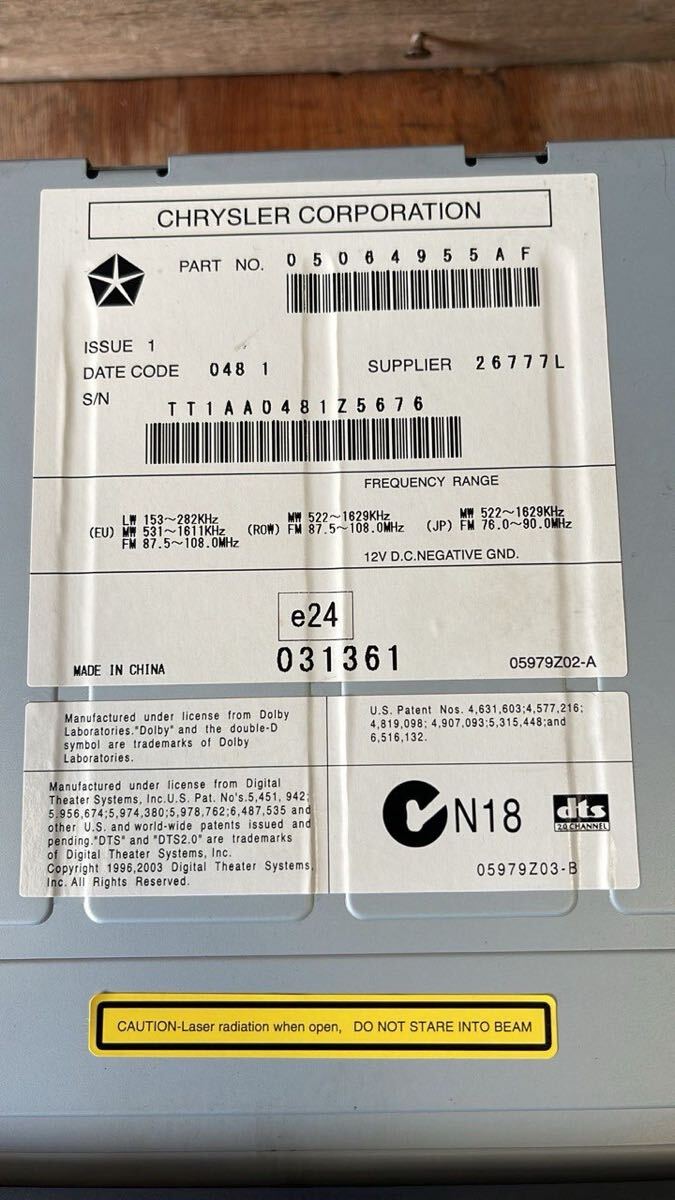 CHRYSLER CORPORATION
PART NO. 05064955AF
ISSUE 1
DATE CODE 048 1 SUPPLIER 26777L
S/N
TT1AA0481Z5676
FREQUENCY RANGE
(EU) LW 153~282KHz
MW 531~1611KHz
FM 87.5~108.0MHz
(ROW) MW 522~1629KHz
FM 87.5~108.0MHz
(JP) MW 522~1629KHz
FM 76.0~90.0MHz
12V D.C.NEGATIVE GND.
e24
031361
MADE IN CHINA
05979Z02-A
Manufactured under license from Dolby
Laboratories."Dolby" and the double-D
symbol are trademarks of Dolby
Laboratories.
U.S. Patent Nos. 4,631,603;4,577,216;
4,819,098; 4,907,093;5,315,448;and
6,516,132.
Manufactured under license from Digital
Theater Systems, Inc.U.S. Pat. No's.5,451, 942;
5.956,674;5,974,380;5,978,762;6,487,535 and
other U.S. and world-wide patents issued and
pending."DTS" and "DTS2.0" are trademarks
of Digital Theater Systems, Inc.
Copyright 1996,2003 Digital Theater Systems,
Inc. All Rights Reserved.
N18
dts
2.0 CHANNEL
05979Z03-B
CAUTION-Laser radiation when open, DO NOT STARE INTO BEAM